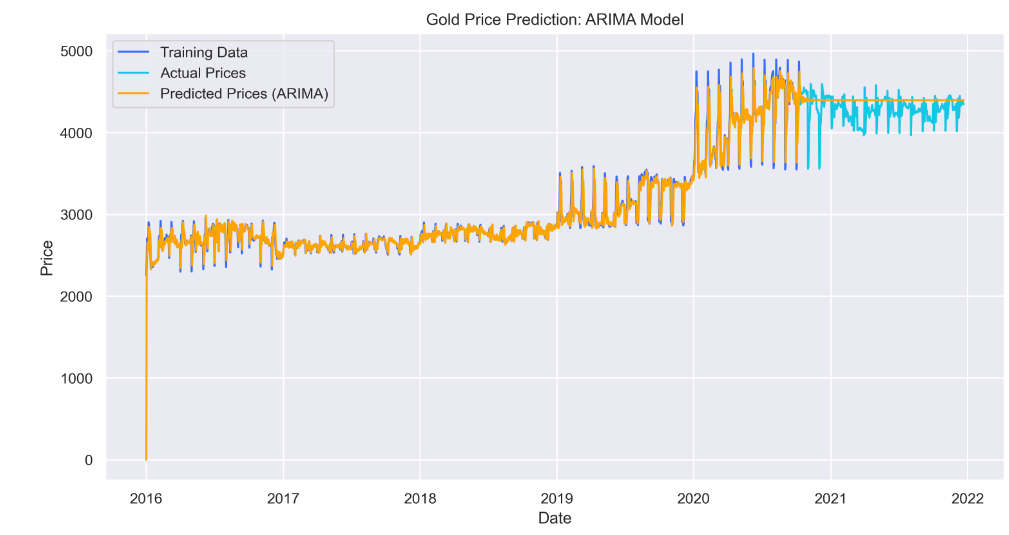 Gold Price Prediction: ARIMA Model
Training Data
Actual Prices
Predicted Prices (ARIMA)
Price
5000
4000
3000
2000
1000
0
2016 2017 2018 2019 2020 2021 2022
Date